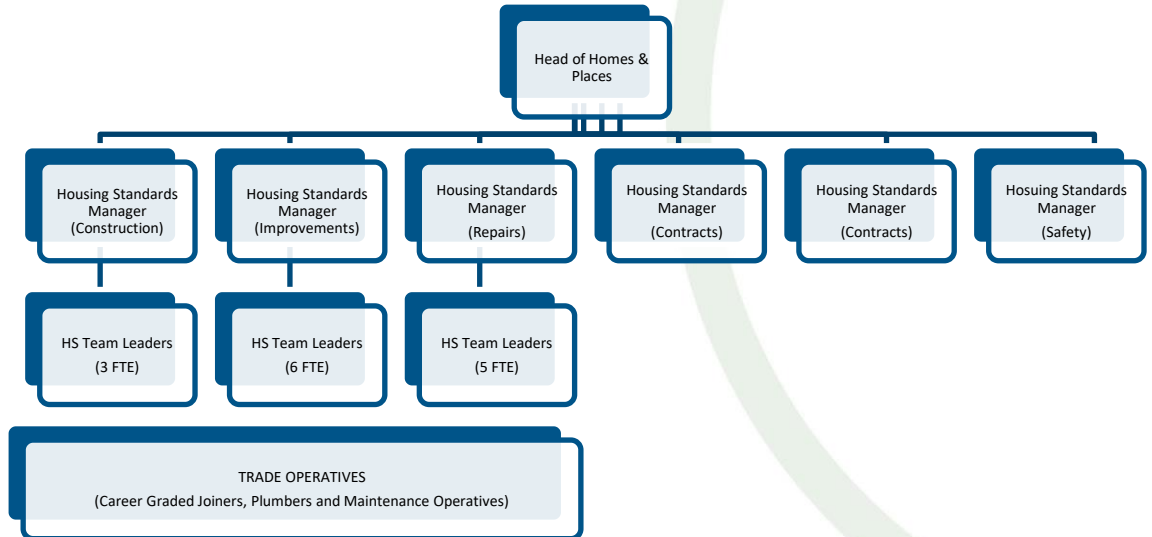 Head of Homes &
Places
Housing Standards
Manager
(Construction)
Housing Standards
Manager
(Improvements)
Housing Standards
Manager
(Repairs)
Housing Standards
Manager
(Contracts)
Housing Standards
Manager
(Contracts)
Hosuing Standards
Manager
(Safety)
HS Team Leaders
(3 FTE)
HS Team Leaders
(6 FTE)
HS Team Leaders
(5 FTE)
TRADE OPERATIVES
(Career Graded Joiners, Plumbers and Maintenance Operatives)